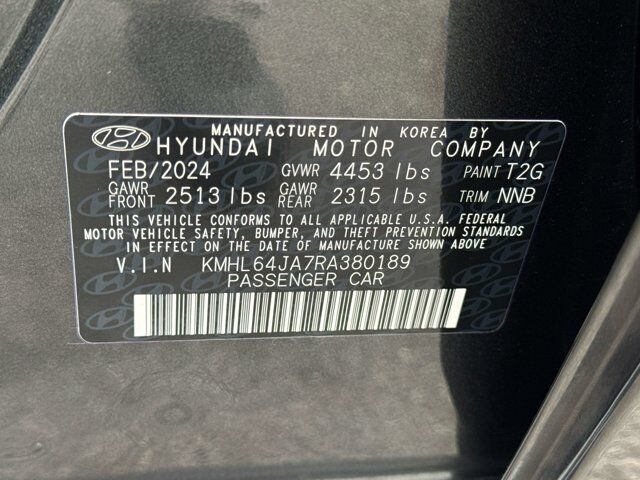 MANUFACTURED IN KOREA BY
HYUNDAI MOTOR COMPANY
FEB/2024 GVWR 4453 lbs PAINT T2G
GAWR FRONT 2513 lbs GAWR REAR 2315 lbs TRIM NNB
THIS VEHICLE CONFORMS TO ALL APPLICABLE U.S.A. FEDERAL
MOTOR VEHICLE SAFETY, BUMPER, AND THEFT PREVENTION STANDARDS
IN EFFECT ON THE DATE OF MANUFACTURE SHOWN ABOVE.
V.I.N KMHL64JA7RA380189
PASSENGER CAR